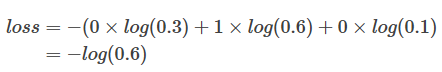 loss = −(0 × log(0.3) + 1 × log(0.6) + 0 × log(0.1)
= −log(0.6)